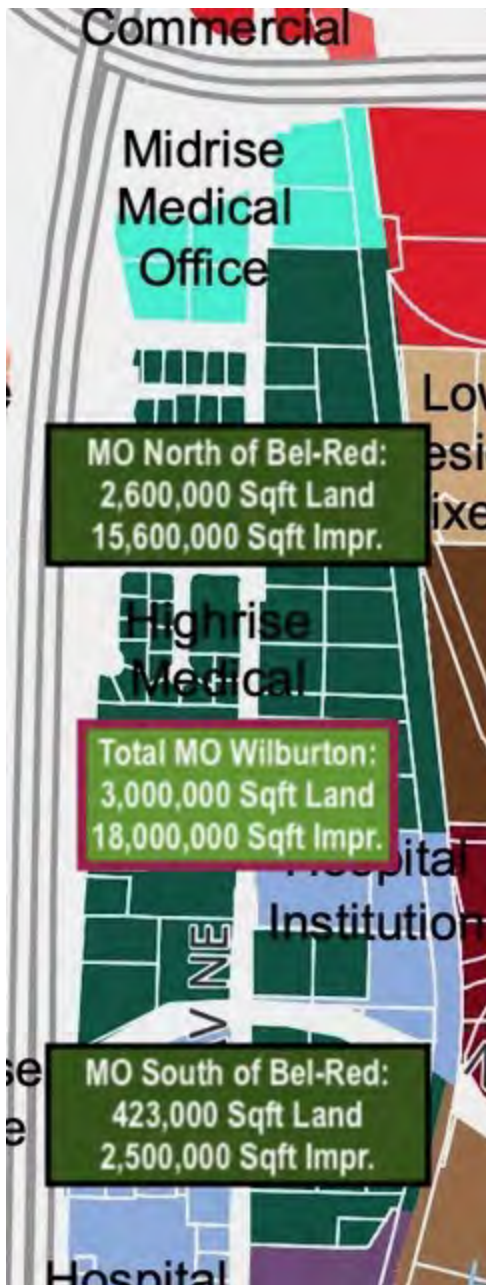 Commercial
Midrise
Medical
Office
MO North of Bel-Red:
2,600,000 Sqft Land
15,600,000 Sqft Impr.
Highrise
Medical
Total MO Wilburton:
3,000,000 Sqft Land
18,000,000 Sqft Impr.
Hospital
Institution
V NE
MO South of Bel-Red:
423,000 Sqft Land
2,500,000 Sqft Impr.
Hospital